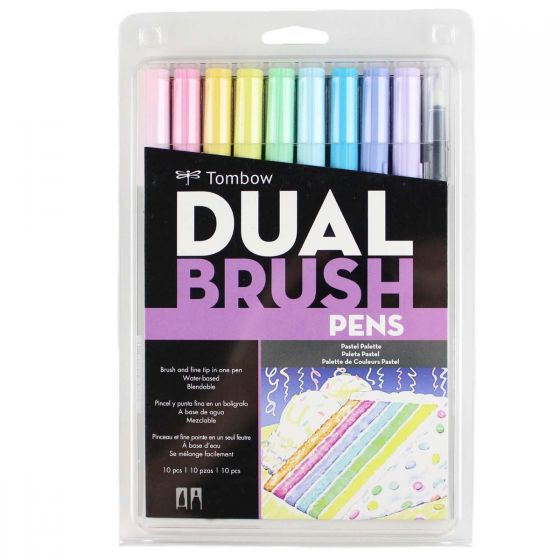 Tombow
DUAL
BRUSH
PENS
Pastel Palette
Paleta Pastel
Palette de Couleurs Pastel
Brush and fine tip in one pen
Water-based
Blendable
Pincel y punta fina en un bolígrafo
A base de agua
Mezclable
Pinceau et fine pointe en un seul feutre
À base d'eau
Se mélange facilement
10 pcs | 10 pzas | 10 pcs